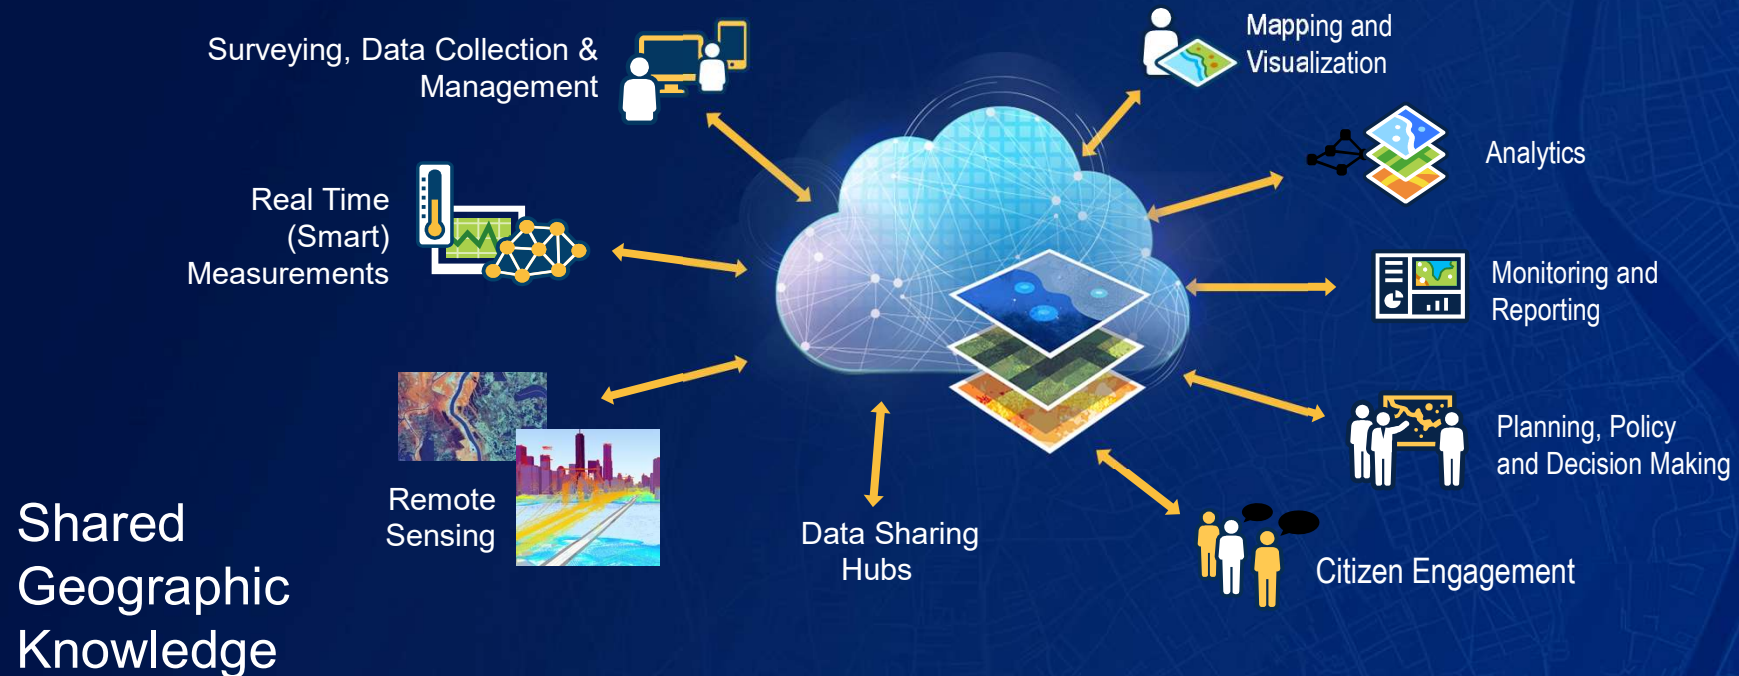 Surveying, Data Collection &
Management
Real Time
(Smart)
Measurements
Remote
Sensing
Shared
Geographic
Knowledge
Data Sharing
Hubs
Mapping and
Visualization
Analytics
Monitoring and
Reporting
Planning, Policy
and Decision Making
Citizen Engagement